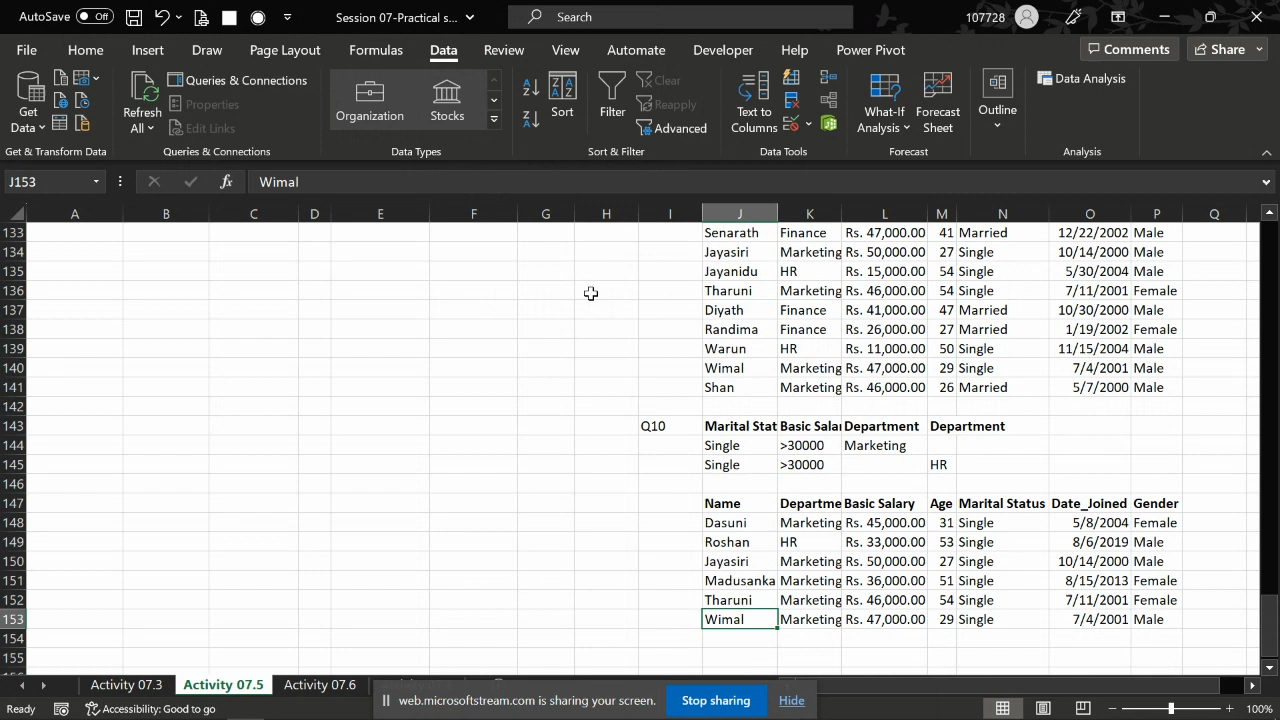 AutoSave Off Session 07-Practical s... Search 107728
File Home Insert Draw Page Layout Formulas Data Review View Automate Developer Help Power Pivot Comments Share
Get Data
Refresh All
Queries & Connections
Properties
Edit Links
Organization
Stocks
Sort
Filter
Clear
Reapply
Advanced
Text to Columns
What-If Analysis
Forecast Sheet
Outline
Data Analysis
Get & Transform Data Queries & Connections Data Types Sort & Filter Data Tools Forecast Analysis
J153 fx Wimal
A B C D E F G H I J K L M N O P Q
133 Senarath Finance Rs. 47,000.00 41 Married 12/22/2002 Male
134 Jayasiri Marketing Rs. 50,000.00 27 Single 10/14/2000 Male
135 Jayanidu HR Rs. 15,000.00 54 Single 5/30/2004 Male
136 Tharuni Marketing Rs. 46,000.00 54 Single 7/11/2001 Female
137 Diyath Finance Rs. 41,000.00 47 Married 10/30/2000 Male
138 Randima Finance Rs. 26,000.00 27 Married 1/19/2002 Female
139 Warun HR Rs. 11,000.00 50 Single 11/15/2004 Male
140 Wimal Marketing Rs. 47,000.00 29 Single 7/4/2001 Male
141 Shan Marketing Rs. 46,000.00 26 Married 5/7/2000 Male
142
143 Q10 Marital Stat Basic Salar Department Department
144 Single >30000 Marketing
145 Single >30000 HR
146
147 Name Departme Basic Salary Age Marital Status Date_Joined Gender
148 Dasuni Marketing Rs. 45,000.00 31 Single 5/8/2004 Female
149 Roshan HR Rs. 33,000.00 53 Single 8/6/2019 Male
150 Jayasiri Marketing Rs. 50,000.00 27 Single 10/14/2000 Male
151 Madusanka Marketing Rs. 36,000.00 51 Single 8/15/2013 Female
152 Tharuni Marketing Rs. 46,000.00 54 Single 7/11/2001 Female
153 Wimal Marketing Rs. 47,000.00 29 Single 7/4/2001 Male
154
155
Activity 07.3 Activity 07.5 Activity 07.6
web.microsoftstream.com is sharing your screen. Stop sharing Hide
Ready Accessibility: Good to go 100%